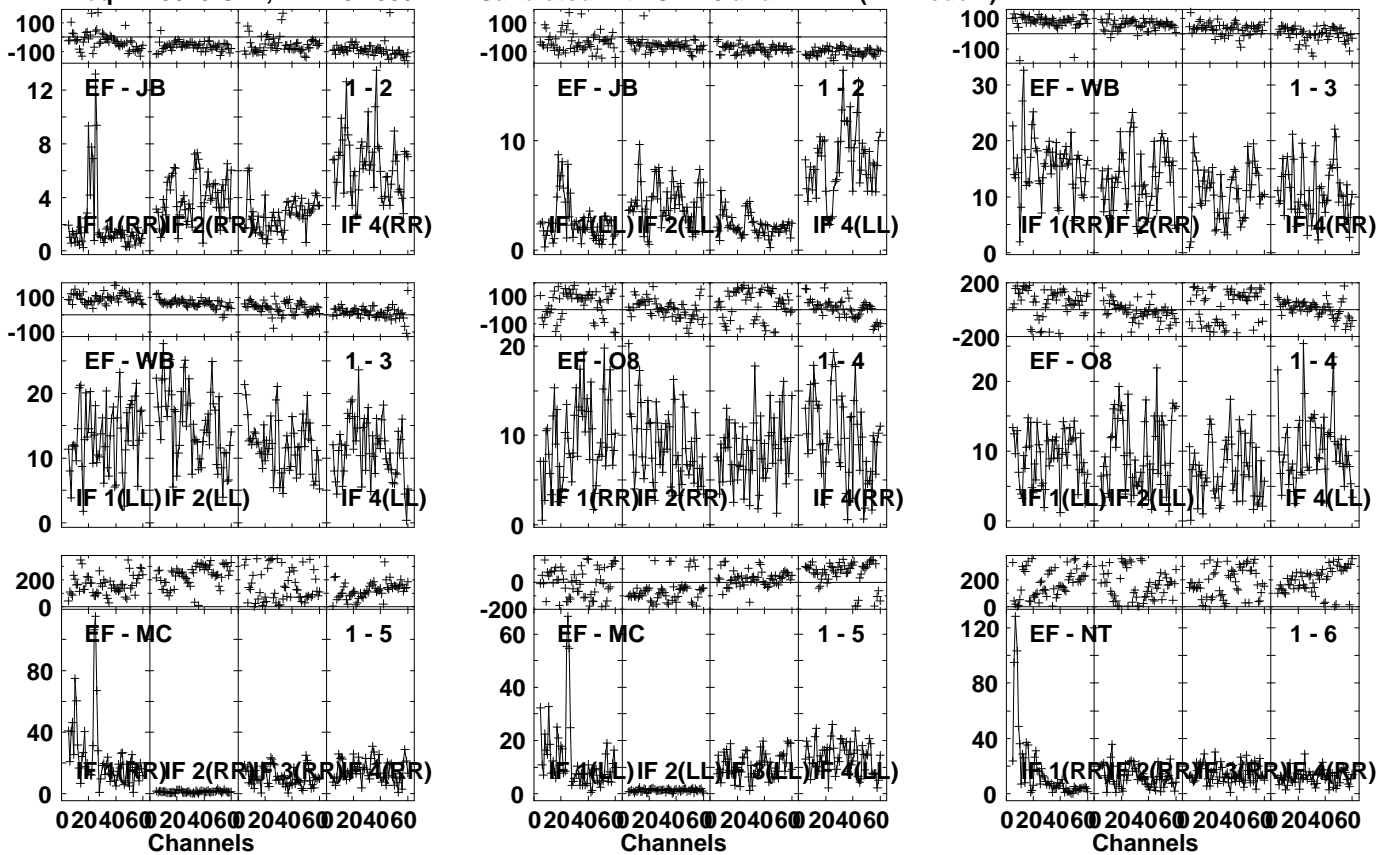 100
-100
12
8
4
0
EF - JB
1 - 2
IF 1(RR)
IF 2(RR)
IF 4(RR)
100
-100
10
0
EF - JB
1 - 2
IF 1(LL)
IF 2(LL)
IF 4(LL)
100
-100
30
20
10
0
EF - WB
1 - 3
IF 1(RR)
IF 2(RR)
IF 4(RR)
100
-100
20
10
0
EF - WB
1 - 3
IF 1(LL)
IF 2(LL)
IF 4(LL)
100
-100
20
10
0
EF - O8
1 - 4
IF 1(RR)
IF 2(RR)
IF 4(RR)
200
-200
20
10
0
EF - O8
1 - 4
IF 1(LL)
IF 2(LL)
IF 4(LL)
200
0
80
40
0
EF - MC
1 - 5
IF 1(RR)
IF 2(RR)
IF 3(RR)
IF 4(RR)
0
-200
60
40
20
0
EF - MC
1 - 5
IF 1(LL)
IF 2(LL)
IF 3(LL)
IF 4(LL)
200
0
120
80
40
0
EF - NT
1 - 6
IF 1(RR)
IF 2(RR)
IF 3(RR)
IF 4(RR)
0 20 40 60 0 20 40 60 0 20 40 60 0 20 40 60
Channels
0 20 40 60 0 20 40 60 0 20 40 60 0 20 40 60
Channels
0 20 40 60 0 20 40 60 0 20 40 60 0 20 40 60
Channels